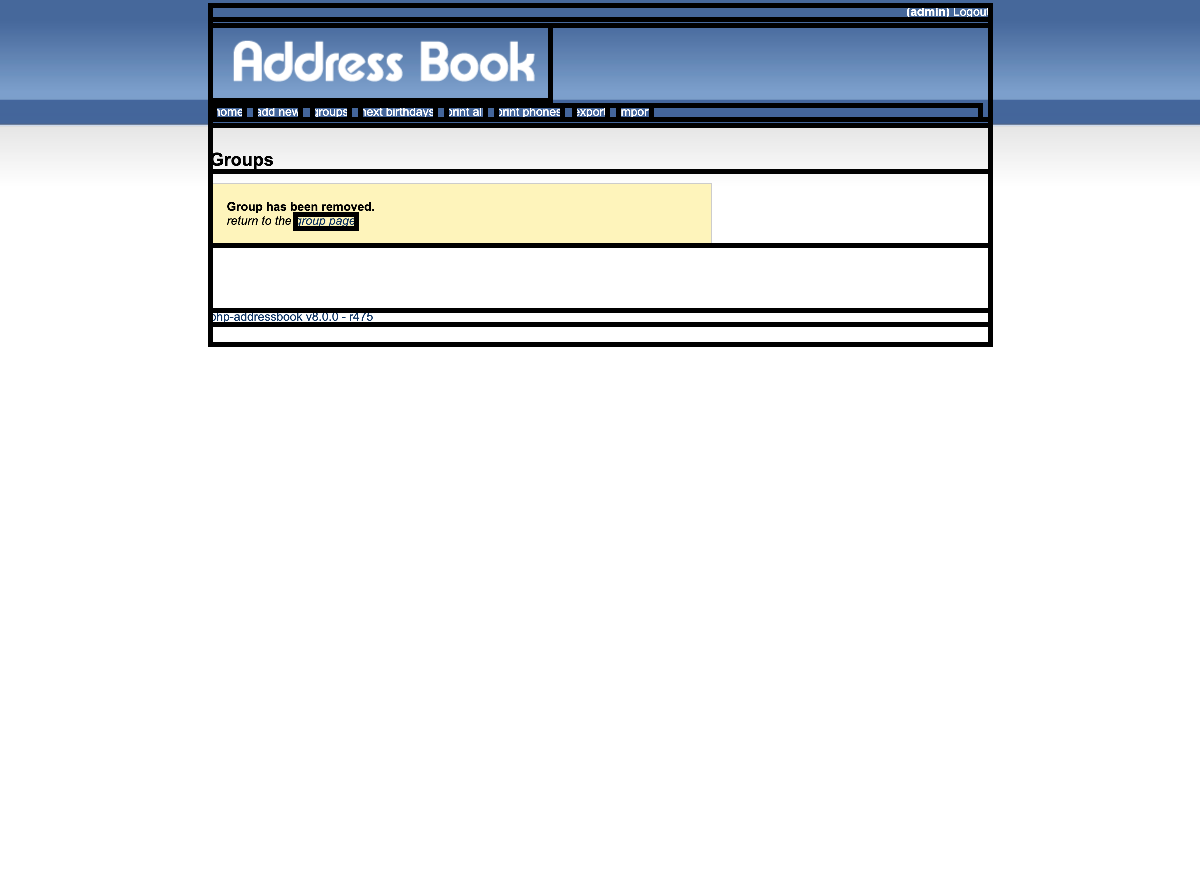 (admin) Logout
Address Book
home add new groups next birthdays print all print phones export import
Groups
Group has been removed.
return to the group page
php-addressbook v8.0.0 - r475